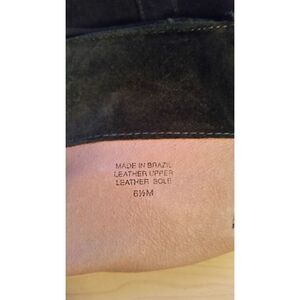 MADE IN BRAZIL
LEATHER UPPER
LEATHER SOLE
6½M